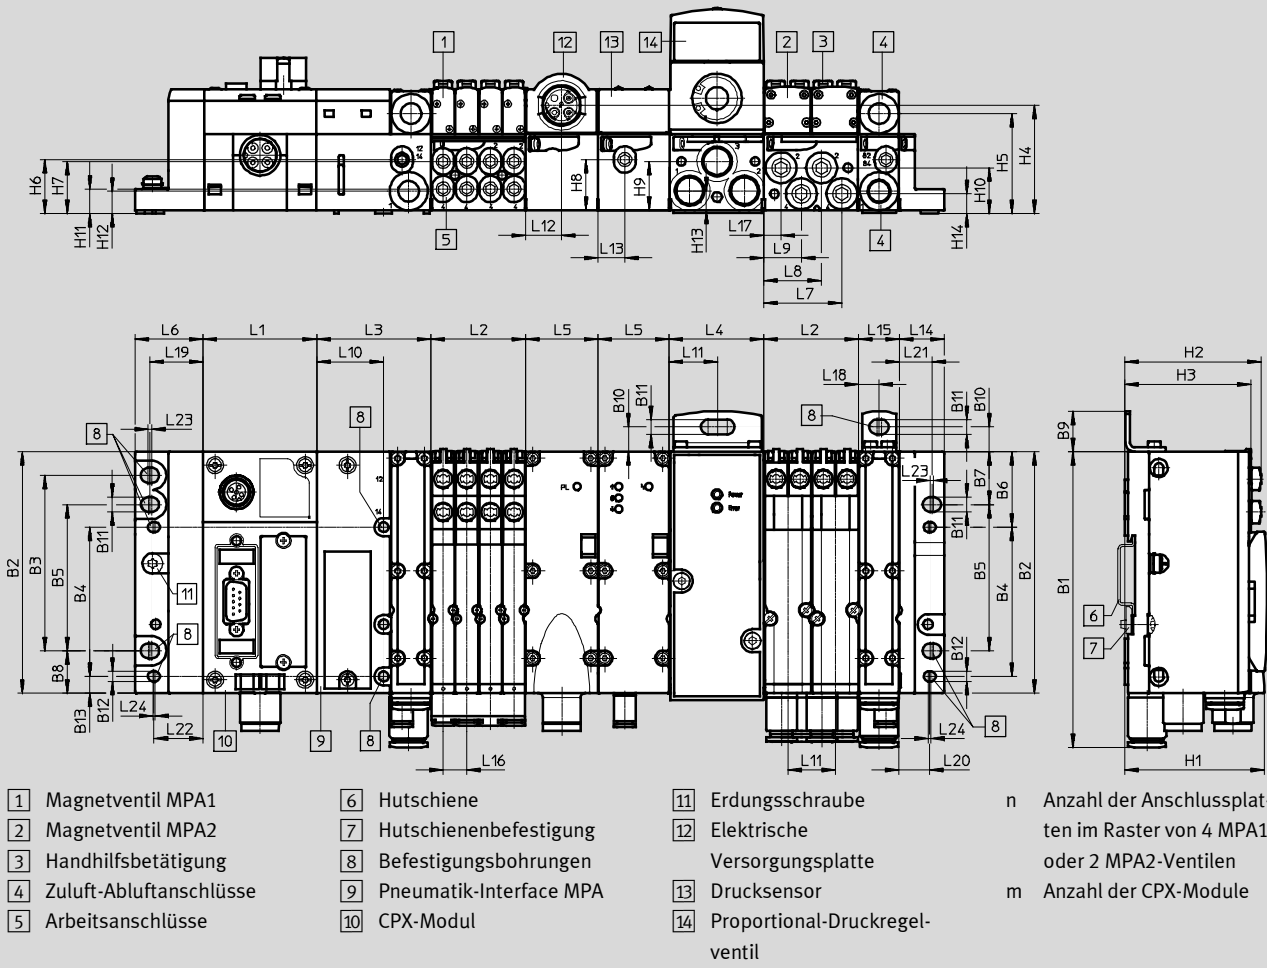 1 12 13 14 2 3 4
H6 H7 H11 H12 5 L12 L13 H8 H9 H13 L17 L9 L8 L7 4 H10 H14 H5 H4
L6 L1 L3 L2 L5 L5 L4 L2 L15 L14
L19 L10 L11 L18 L21 H2
H3
L23 8 8 B10 B11 8 B11 B10 B9
PL Power Error
12
14
L23 B7 B6
B2 B3 B11 B5 B4 11 B11 B5 B4 B2 B1 6
8 B8 B12 B12 7
B13 L24 L22 10 9 8 L16 L11 L24 L20 8 H1
1 Magnetventil MPA1
2 Magnetventil MPA2
3 Handhilfsbetätigung
4 Zuluft-Abluftanschlüsse
5 Arbeitsanschlüsse
6 Hutschiene
7 Hutschienenbefestigung
8 Befestigungsbohrungen
9 Pneumatik-Interface MPA
10 CPX-Modul
11 Erdungsschraube
12 Elektrische
Versorgungsplatte
13 Drucksensor
14 Proportional-Druckregel-
ventil
n Anzahl der Anschlussplat-
ten im Raster von 4 MPA1
oder 2 MPA2-Ventilen
m Anzahl der CPX-Module